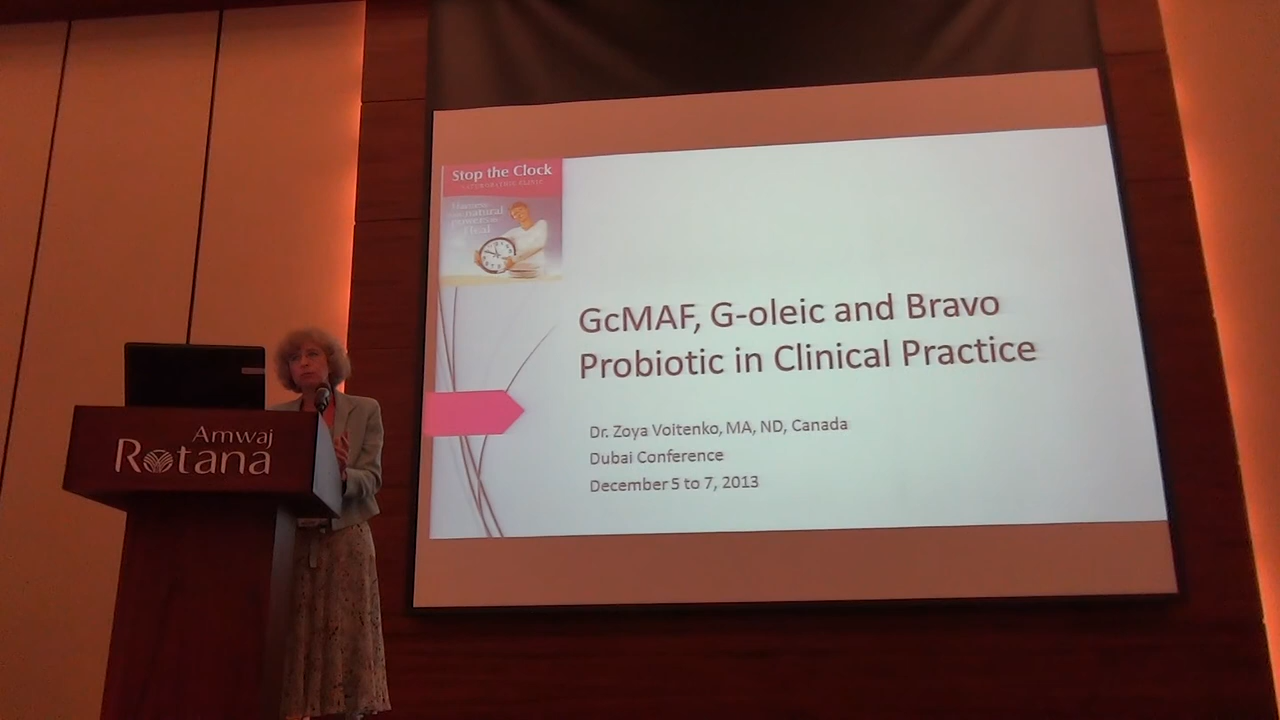 Amwaj
Rotana
Stop the Clock
natural
GcMAF, G-oleic and Bravo
Probiotic in Clinical Practice
Dr. Zoya Voitenko, MA, ND, Canada
Dubai Conference
December 5 to 7, 2013